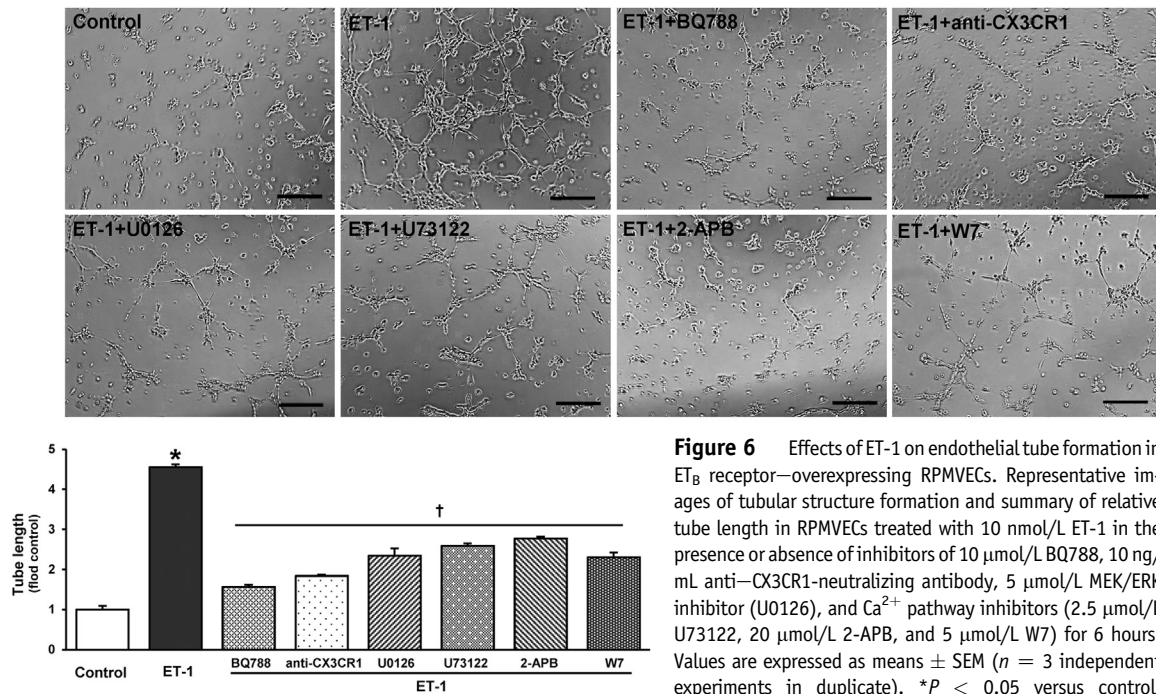 Control
ET-1
ET-1+BQ788
ET-1+anti-CX3CR1
ET-1+U0126
ET-1+U73122
ET-1+2-APB
ET-1+W7
Tube length
(flod control)
5
4
3
2
1
0
*
†
Control
ET-1
BQ788
anti-CX3CR1
U0126
U73122
2-APB
W7
ET-1
Figure 6 Effects of ET-1 on endothelial tube formation in
ETB receptor—overexpressing RPMVECs. Representative im-
ages of tubular structure formation and summary of relative
tube length in RPMVECs treated with 10 nmol/L ET-1 in the
presence or absence of inhibitors of 10 μmol/L BQ788, 10 ng/
mL anti—CX3CR1-neutralizing antibody, 5 μmol/L MEK/ERK
inhibitor (U0126), and Ca2+ pathway inhibitors (2.5 μmol/L
U73122, 20 μmol/L 2-APB, and 5 μmol/L W7) for 6 hours
Values are expressed as means ± SEM (n = 3 independent
experiments in duplicate). *P < 0.05 versus control